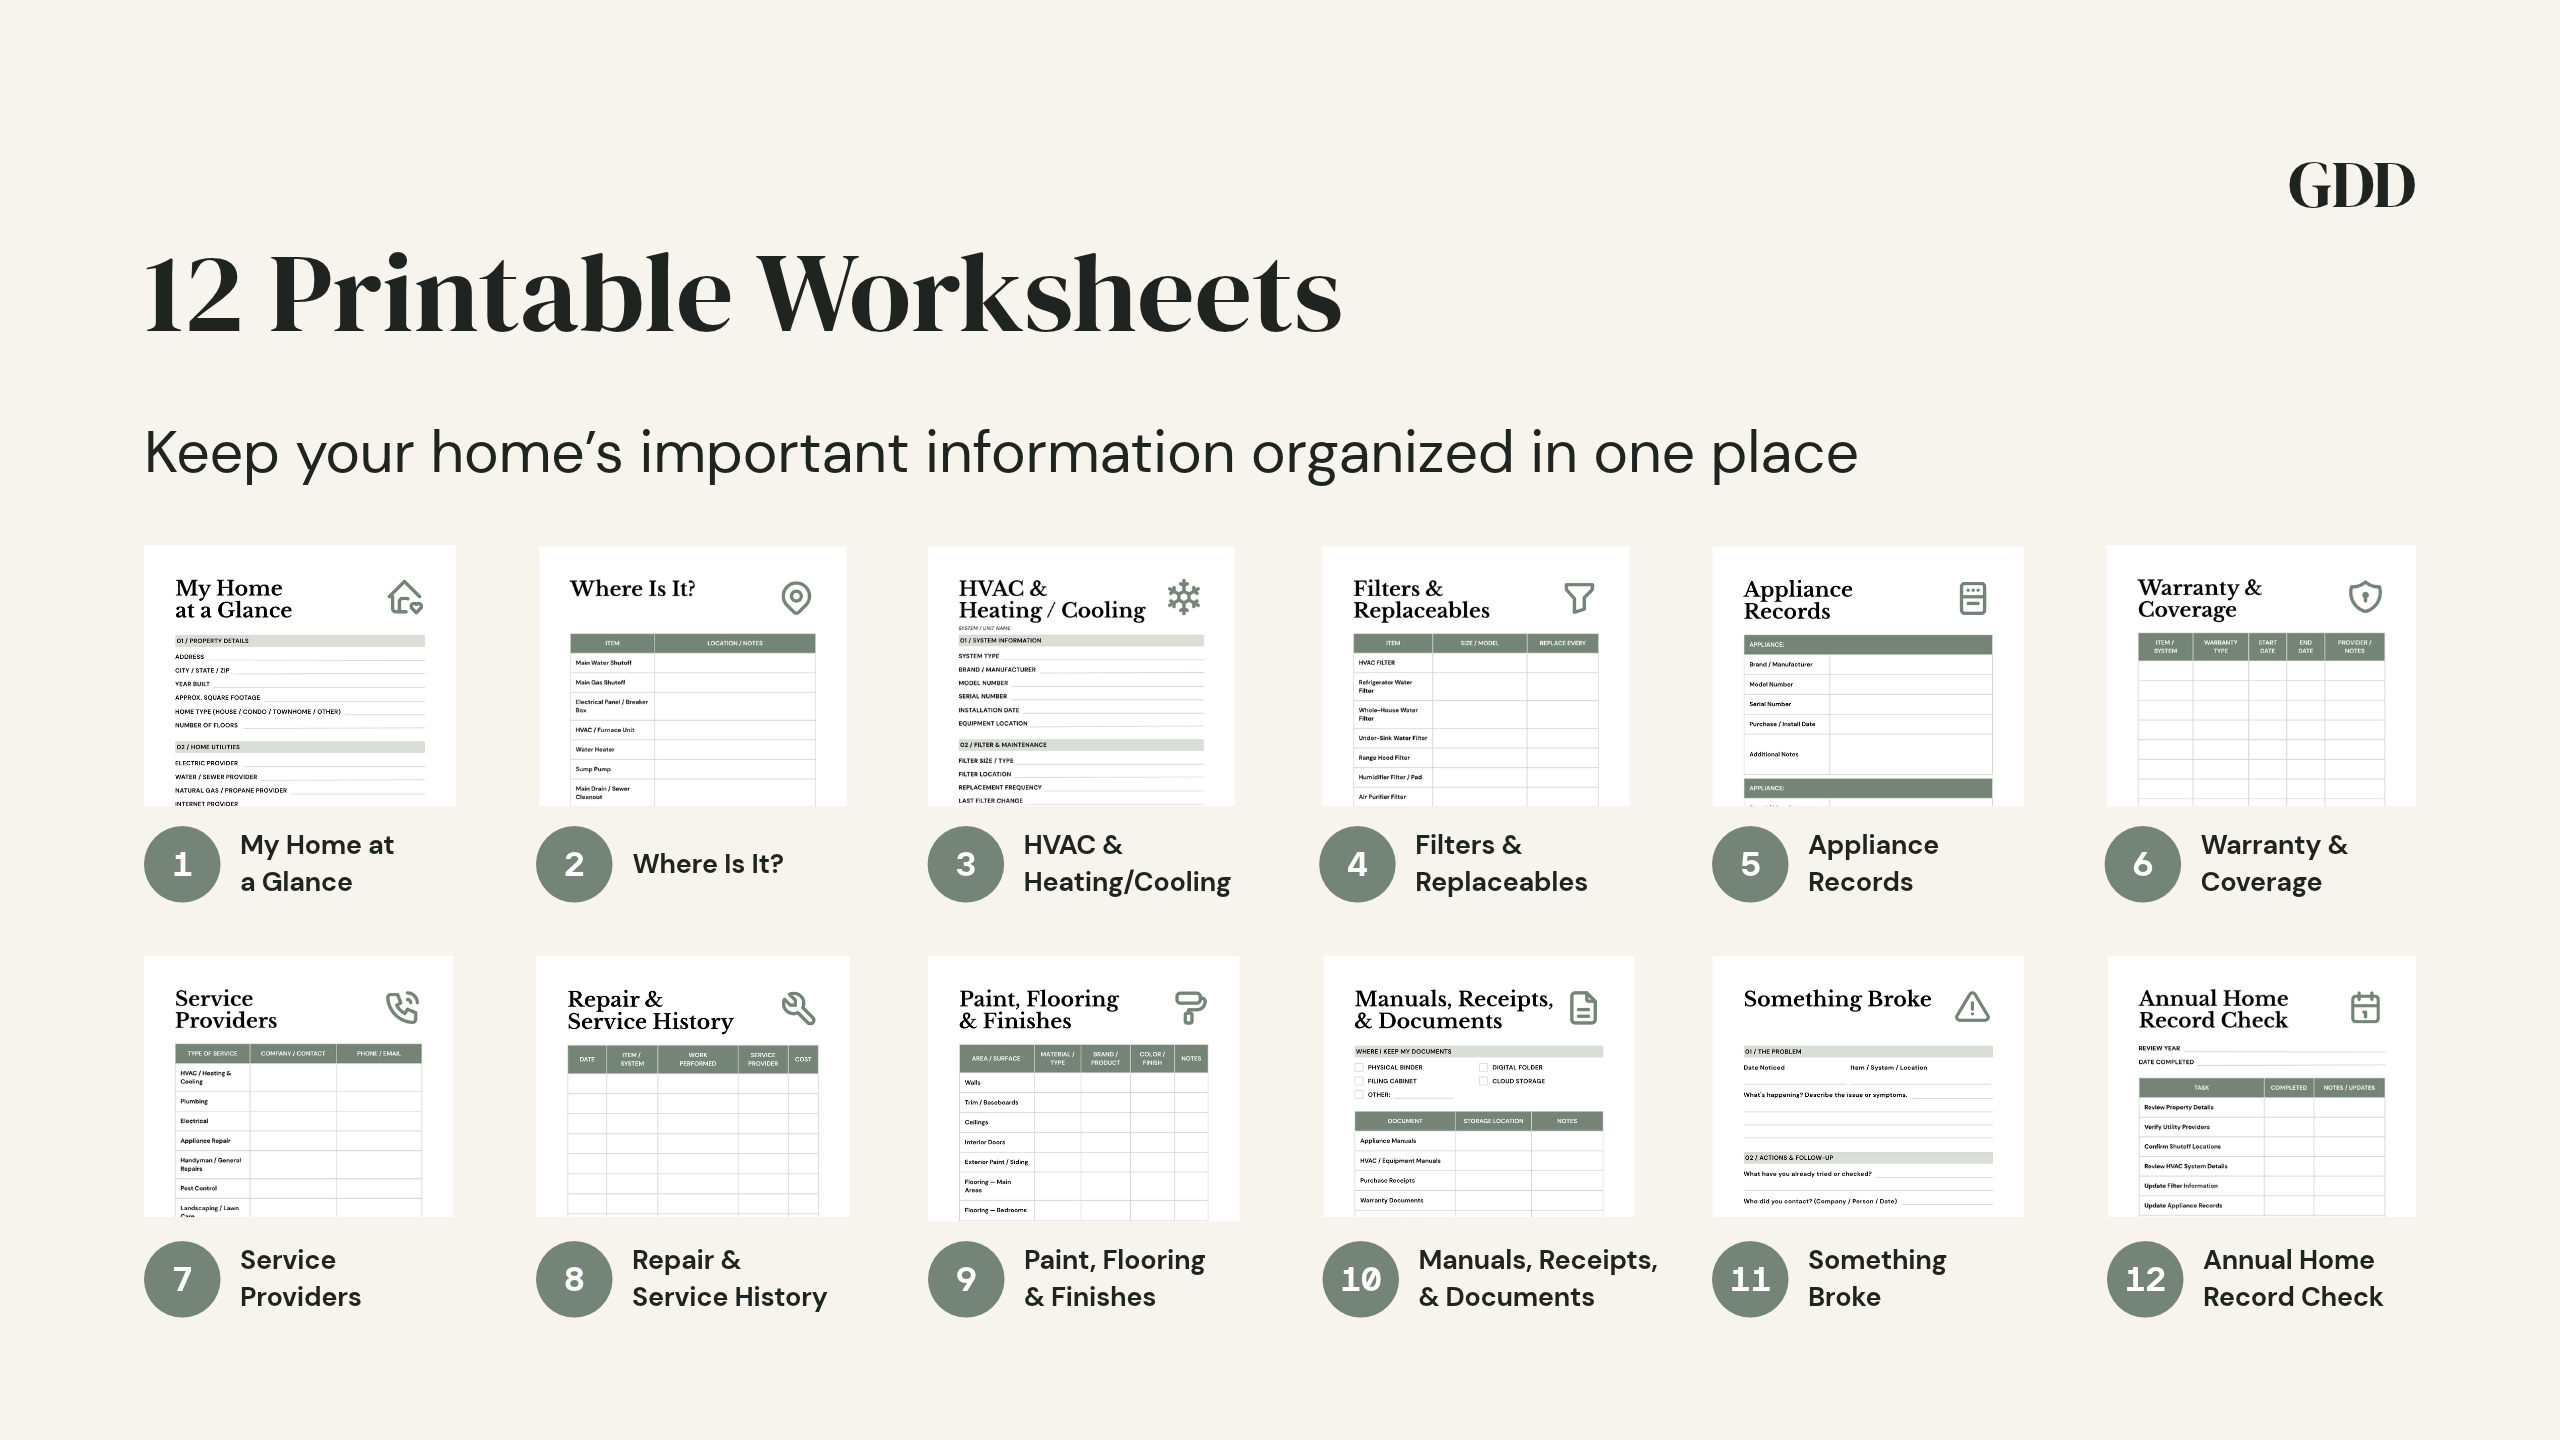 GDD
12 Printable Worksheets
Keep your home’s important information organized in one place
My Home
at a Glance
01 / PROPERTY DETAILS
ADDRESS
CITY / STATE / ZIP
YEAR BUILT
APPROX. SQUARE FOOTAGE
HOME TYPE (HOUSE / CONDO / TOWNHOME / OTHER)
NUMBER OF FLOORS
02 / HOME UTILITIES
ELECTRIC PROVIDER
WATER / SEWER PROVIDER
NATURAL GAS / PROPANE PROVIDER
INTERNET PROVIDER
1
My Home at
a Glance
Where Is It?
ITEM LOCATION / NOTES
Main Water Shutoff
Main Gas Shutoff
Electrical Panel / Breaker
Box
HVAC / Furnace Unit
Water Heater
Sump Pump
Main Drain / Sewer
Cleanout
2
Where Is It?
HVAC &
Heating / Cooling
SYSTEM / UNIT NAME:
01 / SYSTEM INFORMATION
SYSTEM TYPE
BRAND / MANUFACTURER
MODEL NUMBER
SERIAL NUMBER
INSTALLATION DATE
EQUIPMENT LOCATION
02 / FILTER & MAINTENANCE
FILTER SIZE / TYPE
FILTER LOCATION
REPLACEMENT FREQUENCY
LAST FILTER CHANGE
3
HVAC &
Heating/Cooling
Filters &
Replaceables
ITEM SIZE / MODEL REPLACE EVERY
HVAC FILTER
Refrigerator Water
Filter
Whole-House Water
Filter
Under-Sink Water Filter
Range Hood Filter
Humidifier Filter / Pad
Air Purifier Filter
4
Filters &
Replaceables
Appliance
Records
APPLIANCE:
Brand / Manufacturer
Model Number
Serial Number
Purchase / Install Date
Additional Notes
APPLIANCE:
5
Appliance
Records
Warranty &
Coverage
ITEM / SYSTEM WARRANTY TYPE START DATE END DATE PROVIDER / NOTES
6
Warranty &
Coverage
Service
Providers
TYPE OF SERVICE COMPANY / CONTACT PHONE / EMAIL
HVAC / Heating &
Cooling
Plumbing
Electrical
Appliance Repair
Handyman / General
Repairs
Pest Control
Landscaping / Lawn
Care
7
Service
Providers
Repair &
Service History
DATE ITEM / SYSTEM WORK PERFORMED SERVICE PROVIDER COST
8
Repair &
Service History
Paint, Flooring
& Finishes
AREA / SURFACE MATERIAL / TYPE BRAND / PRODUCT COLOR / FINISH NOTES
Walls
Trim / Baseboards
Ceilings
Interior Doors
Exterior Paint / Siding
Flooring — Main
Areas
Flooring — Bedrooms
9
Paint, Flooring
& Finishes
Manuals, Receipts,
& Documents
WHERE I KEEP MY DOCUMENTS
PHYSICAL BINDER DIGITAL FOLDER
FILING CABINET CLOUD STORAGE
OTHER:
DOCUMENT STORAGE LOCATION NOTES
Appliance Manuals
HVAC / Equipment Manuals
Purchase Receipts
Warranty Documents
10
Manuals, Receipts,
& Documents
Something Broke
01 / THE PROBLEM
Date Noticed Item / System / Location
What's happening? Describe the issue or symptoms.
02 / ACTIONS & FOLLOW-UP
What have you already tried or checked?
Who did you contact? (Company / Person / Date)
11
Something
Broke
Annual Home
Record Check
REVIEW YEAR
DATE COMPLETED
TASK COMPLETED NOTES / UPDATES
Review Property Details
Verify Utility Providers
Confirm Shutoff Locations
Review HVAC System Details
Update Filter Information
Update Appliance Records
12
Annual Home
Record Check